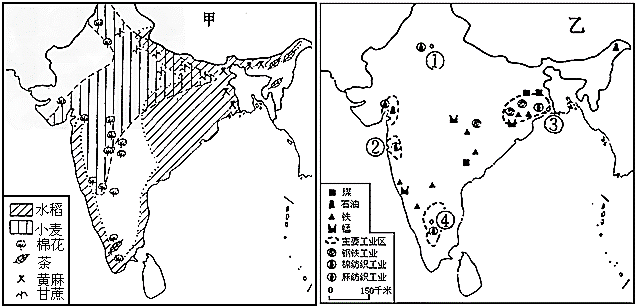 甲
水稻
小麦
棉花
茶
黄麻
甘蔗
乙
①
②
③
④
煤
石油
铁
锰
主要工业区
钢铁工业
棉纺织工业
麻纺织工业
0 150千米